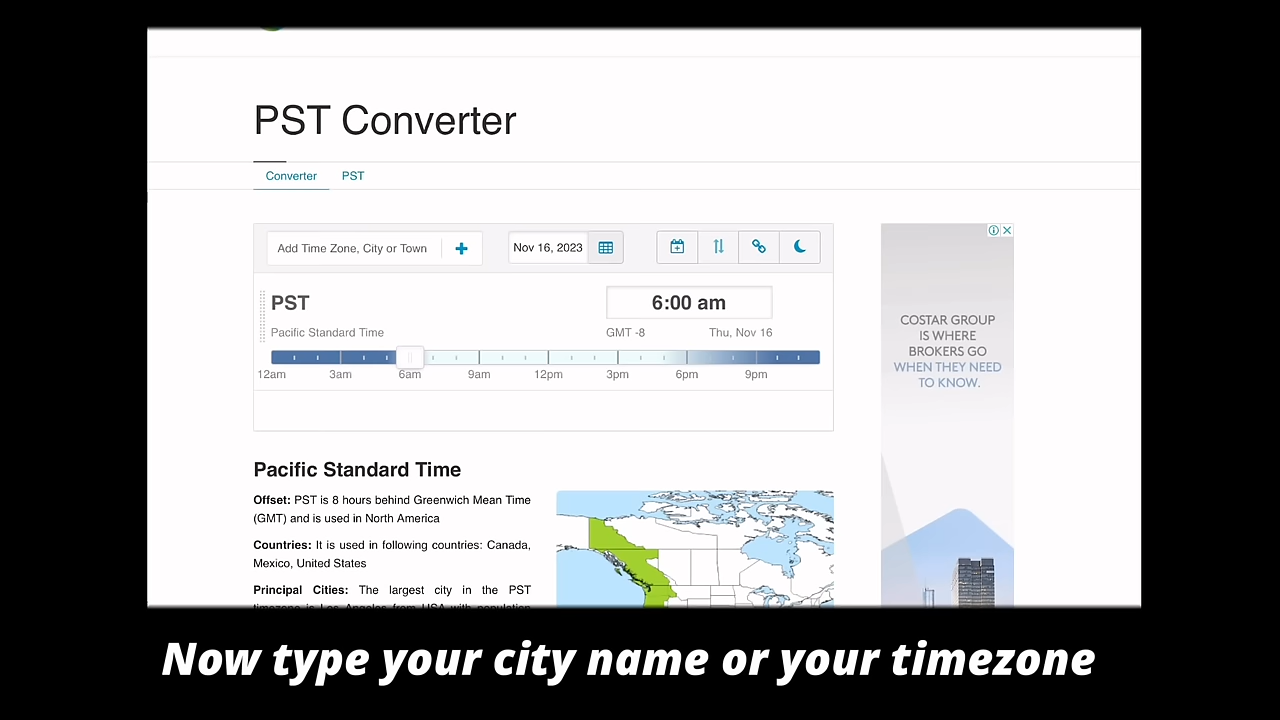 PST Converter
Converter
PST
Add Time Zone, City or Town
Nov 16, 2023
PST
6:00 am
Pacific Standard Time
GMT -8
Thu, Nov 16
12am
3am
6am
9am
12pm
3pm
6pm
9pm
COSTAR GROUP
IS WHERE
BROKERS GO
WHEN THEY NEED
TO KNOW.
Pacific Standard Time
Offset: PST is 8 hours behind Greenwich Mean Time
(GMT) and is used in North America
Countries: It is used in following countries: Canada,
Mexico, United States
Principal Cities: The largest city in the PST
Now type your city name or your timezone